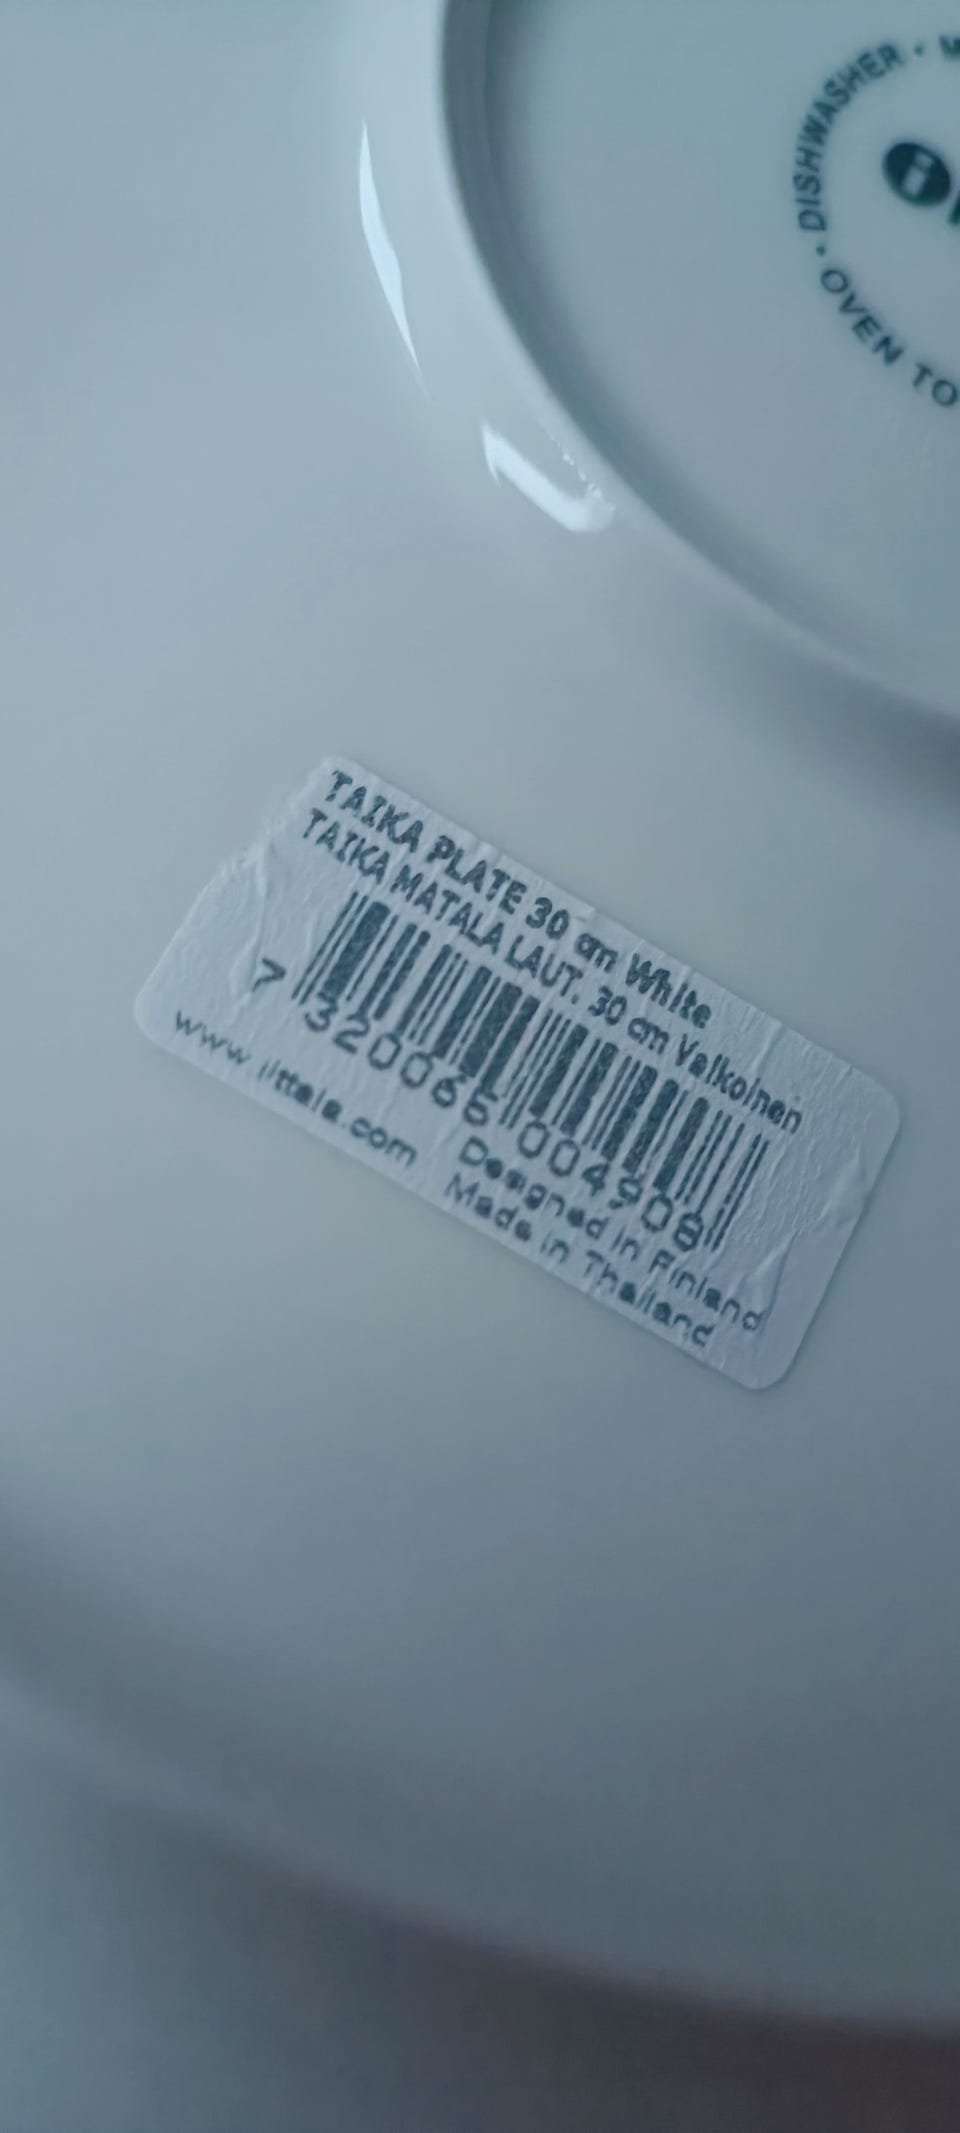 DISHWASHER •
• OVEN TO
i
TAIKA PLATE 30 cm White
TAIKA MATALA LAUT. 30 cm Valkoinen
7 320065 004908
www.iittala.com
Designed in Finland
Made in Thailand